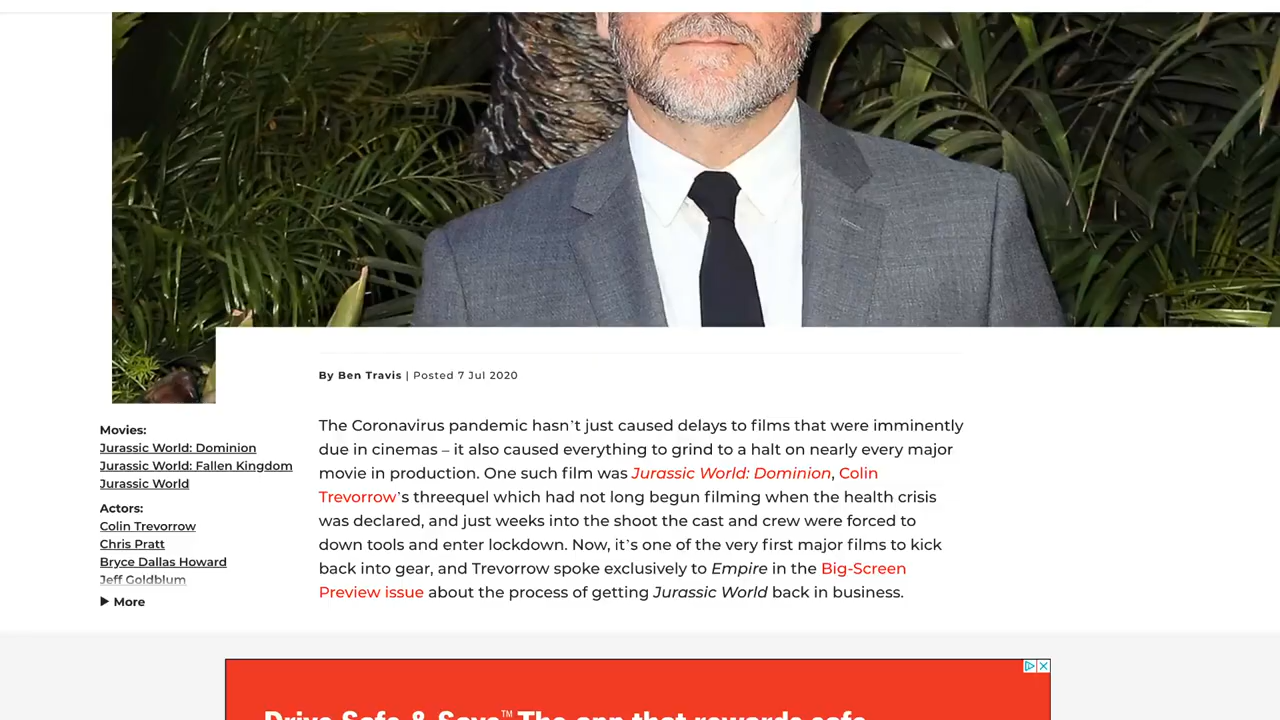 By Ben Travis | Posted 7 Jul 2020
The Coronavirus pandemic hasn't just caused delays to films that were imminently
due in cinemas – it also caused everything to grind to a halt on nearly every major
movie in production. One such film was Jurassic World: Dominion, Colin
Trevorrow's threequel which had not long begun filming when the health crisis
was declared, and just weeks into the shoot the cast and crew were forced to
down tools and enter lockdown. Now, it's one of the very first major films to kick
back into gear, and Trevorrow spoke exclusively to Empire in the Big-Screen
Preview issue about the process of getting Jurassic World back in business.
Movies:
Jurassic World: Dominion
Jurassic World: Fallen Kingdom
Jurassic World
Actors:
Colin Trevorrow
Chris Pratt
Bryce Dallas Howard
Jeff Goldblum
More
Drive Safe & Save™ The app that rewards safe